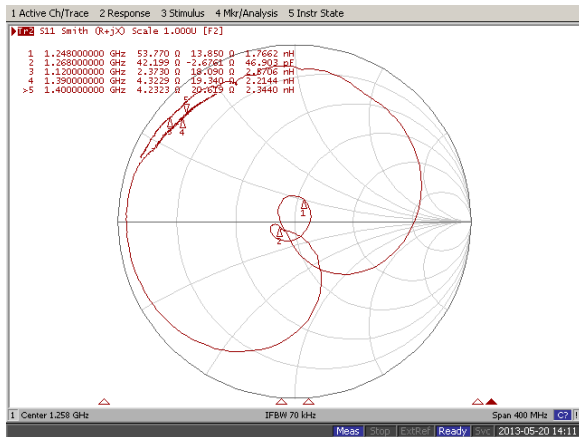 1 Active Ch/Trace 2 Response 3 Stimulus 4 Mkr/Analysis 5 Instr State
Tr2 S11 Smith (R+jX) Scale 1.000U [F2]
1 1.248000000 GHz 53.770 Ω 13.850 Ω 1.7662 nH
2 1.268000000 GHz 42.199 Ω -2.6761 Ω 46.903 pF
3 1.120000000 GHz 2.3730 Ω 18.090 Ω 2.5706 nH
4 1.390000000 GHz 4.3229 Ω 19.340 Ω 2.2144 nH
>5 1.400000000 GHz 4.2323 Ω 20.619 Ω 2.3440 nH
5
3 4
1
2
1 Center 1.258 GHz IFBW 70 kHz Span 400 MHz C? !
Meas Stop ExtRef Ready Svc 2013-05-20 14:11